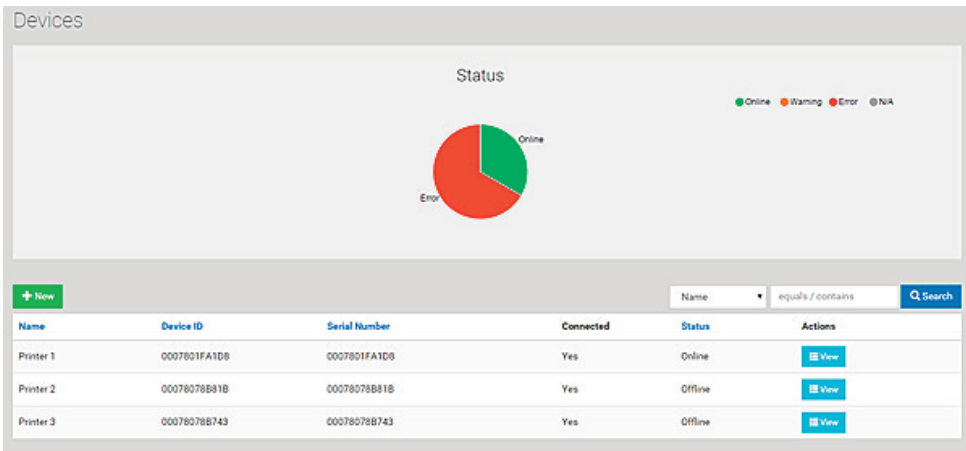 Devices
Status
Online Warning Error N/A
Online
Error
New Name equals / contains Search
Name Device ID Serial Number Connected Status Actions
Printer 1 0007801FA1D8 0007801FA1D8 Yes Online View
Printer 2 00078078B81B 00078078B81B Yes Offline View
Printer 3 00078078B743 00078078B743 Yes Offline View